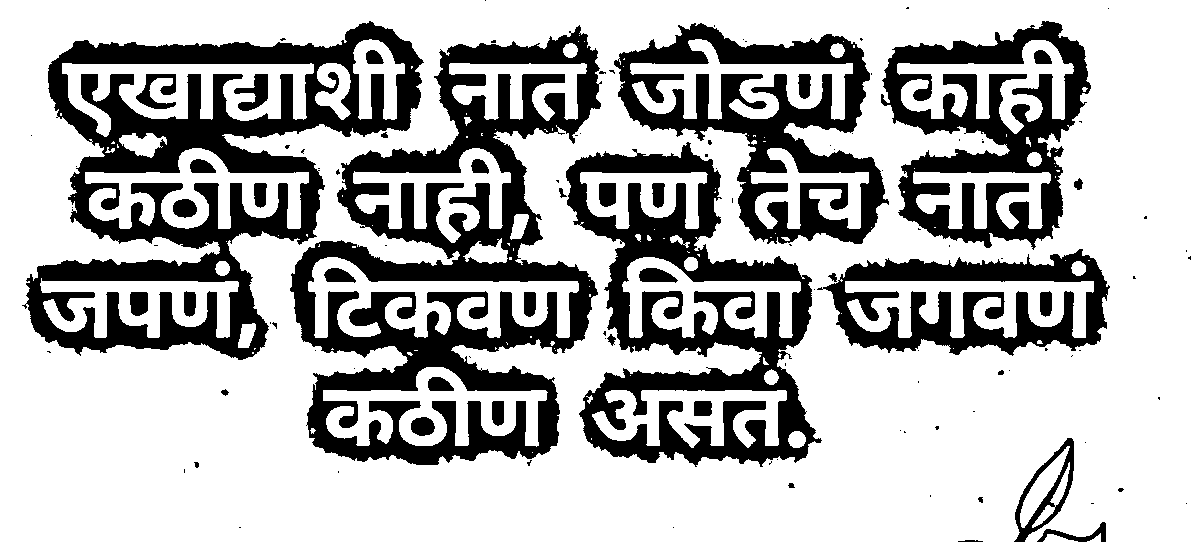 एखाद्याशी नातं जोडणं काही
कठीण नाही, पण तेच नातं
जपणं, टिकवण किंवा जगवणं
कठीण असतं.